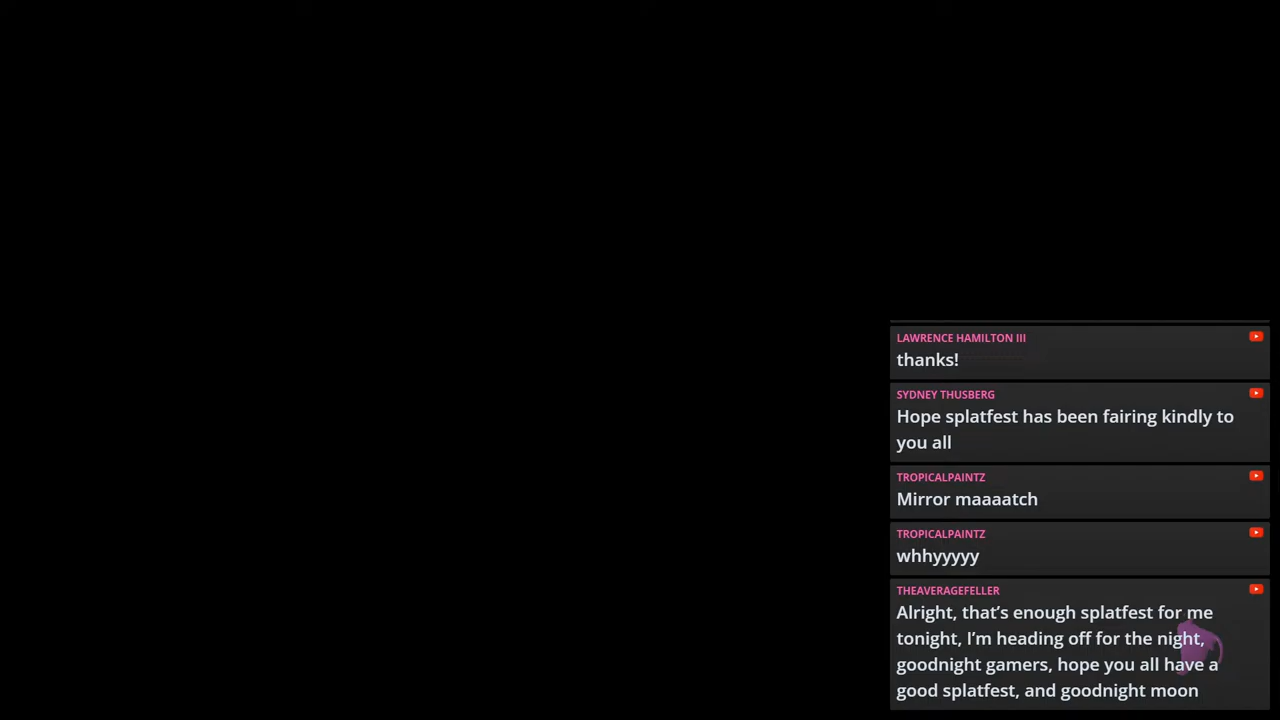 LAWRENCE HAMILTON III
thanks!
SYDNEY THUSBERG
Hope splatfest has been fairing kindly to
you all
TROPICALPAINTZ
Mirror maaaatch
TROPICALPAINTZ
whhyyyyy
THEAVERAGEFELLER
Alright, that’s enough splatfest for me
tonight, I’m heading off for the night,
goodnight gamers, hope you all have a
good splatfest, and goodnight moon